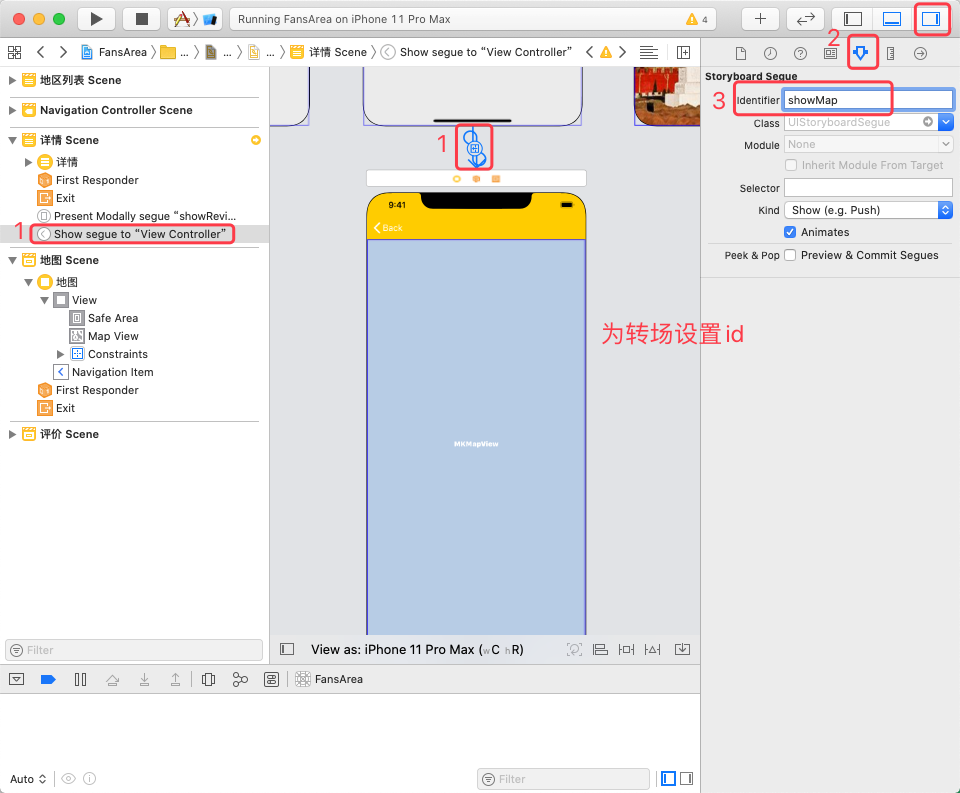 Running FansArea on iPhone 11 Pro Max
4
FansArea
...
...
...
详情 Scene
Show segue to “View Controller”
地区列表 Scene
Navigation Controller Scene
详情 Scene
详情
First Responder
Exit
Present Modally segue “showRevi...
1
Show segue to “View Controller”
地图 Scene
地图
View
Safe Area
Map View
Constraints
Navigation Item
First Responder
Exit
评价 Scene
Filter
1
9:41
Back
MKMapView
为转场设置id
View as: iPhone 11 Pro Max (wC hR)
2
Storyboard Segue
3
Identifier showMap
Class UIStoryboardSegue
Module None
Inherit Module From Target
Selector
Kind Show (e.g. Push)
Animates
Peek & Pop Preview & Commit Segues
FansArea
Auto
Filter